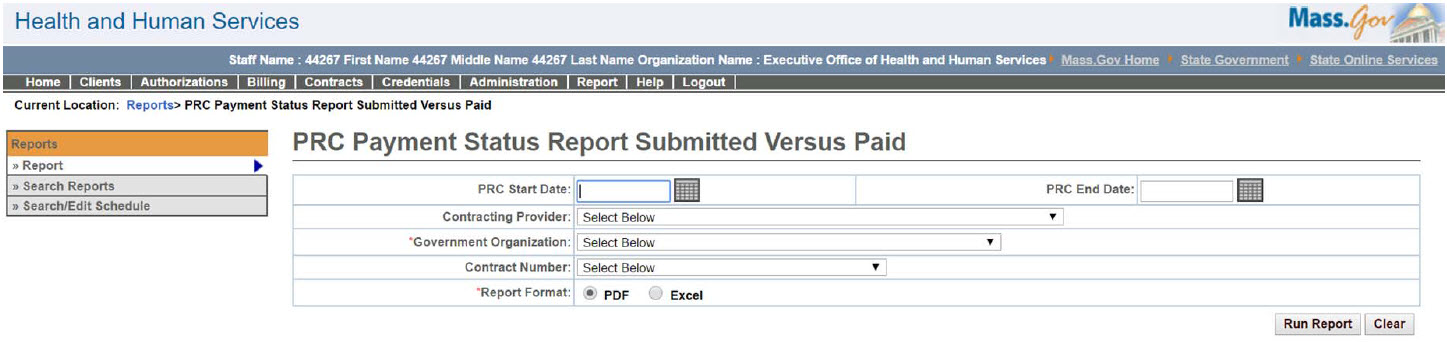 Health and Human Services
Mass.Gov
Staff Name : 44267 First Name 44267 Middle Name 44267 Last Name Organization Name : Executive Office of Health and Human Services Mass.Gov Home State Government State Online Services
Home Clients Authorizations Billing Contracts Credentials Administration Report Help Logout
Current Location: Reports> PRC Payment Status Report Submitted Versus Paid
Reports
» Report
» Search Reports
» Search/Edit Schedule
PRC Payment Status Report Submitted Versus Paid
PRC Start Date: PRC End Date:
Contracting Provider: Select Below
*Government Organization: Select Below
Contract Number: Select Below
*Report Format: PDF Excel
Run Report Clear